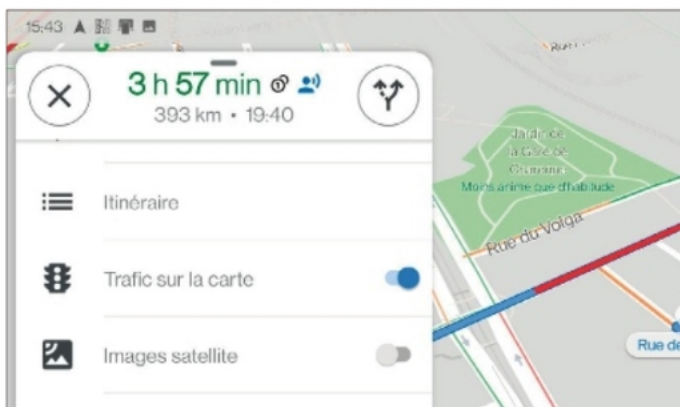 15:43
3 h 57 min
393 km • 19:40
Itinéraire
Trafic sur la carte
Images satellite
Jardin de
la Gare de
Charonne
Moins animé que d'habitude
Rue du Volga
Rue de